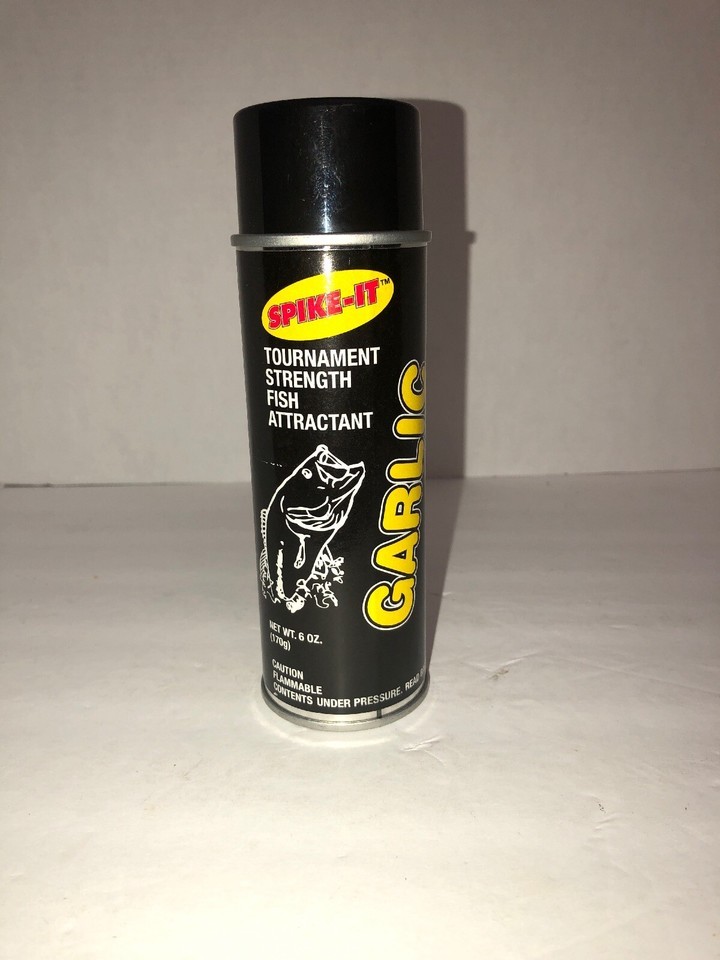 SPIKE-IT™
TOURNAMENT
STRENGTH
FISH
ATTRACTANT
GARLIC
NET WT. 6 OZ.
(170g)
CAUTION
FLAMMABLE
CONTENTS UNDER PRESSURE. READ